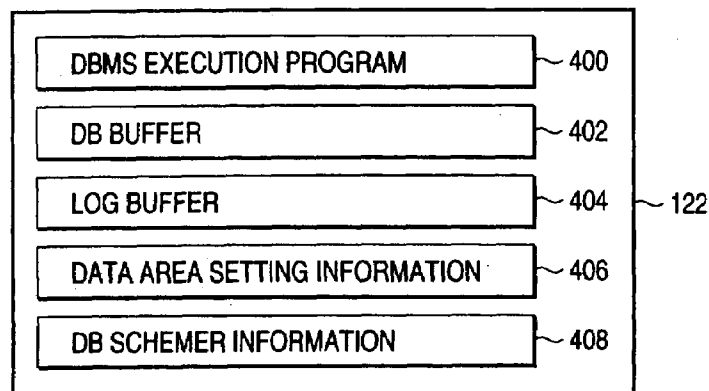 DBMS EXECUTION PROGRAM ~ 400
DB BUFFER ~ 402
LOG BUFFER ~ 404
~ 122
DATA AREA SETTING INFORMATION ~ 406
DB SCHEMER INFORMATION ~ 408